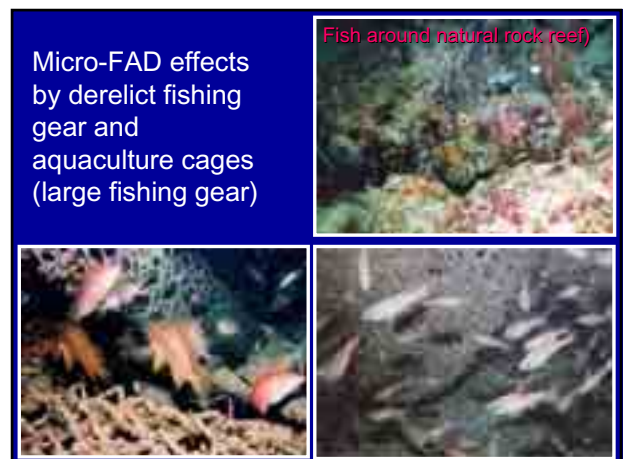 Micro-FAD effects
by derelict fishing
gear and
aquaculture cages
(large fishing gear)
Fish around natural rock reef)